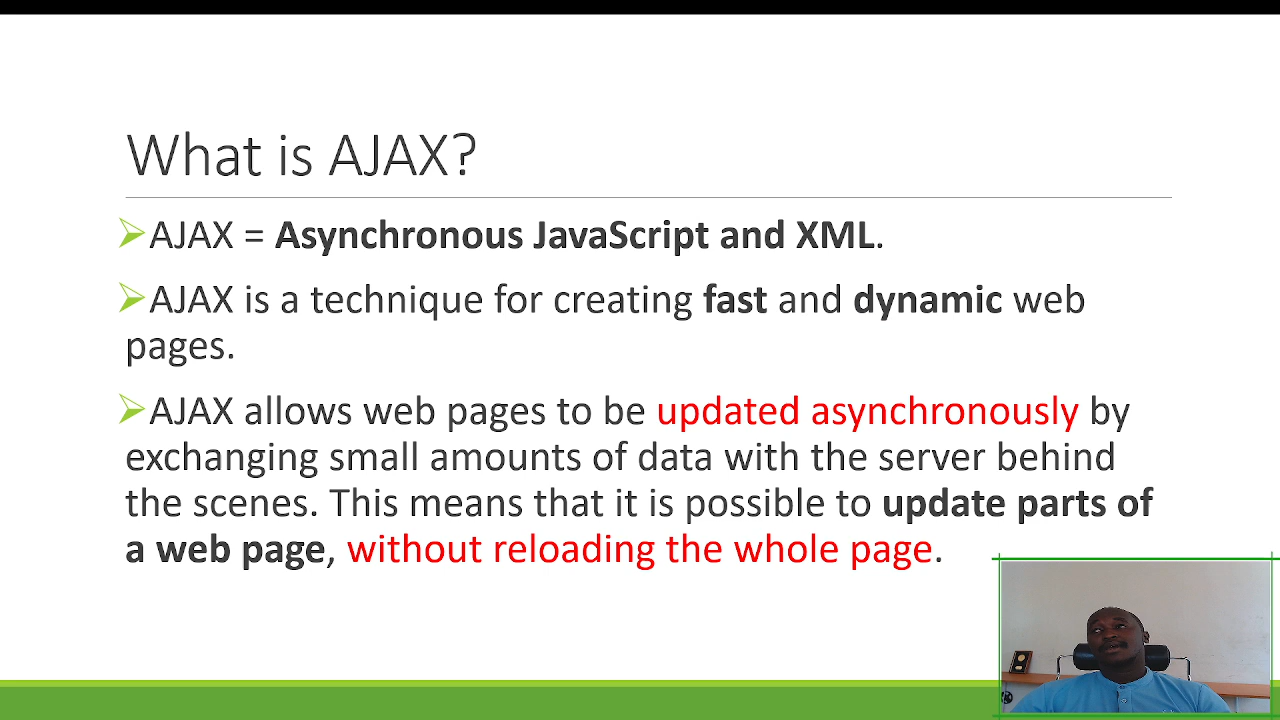 What is AJAX?
AJAX = Asynchronous JavaScript and XML.
AJAX is a technique for creating fast and dynamic web
pages.
AJAX allows web pages to be updated asynchronously by
exchanging small amounts of data with the server behind
the scenes. This means that it is possible to update parts of
a web page, without reloading the whole page.